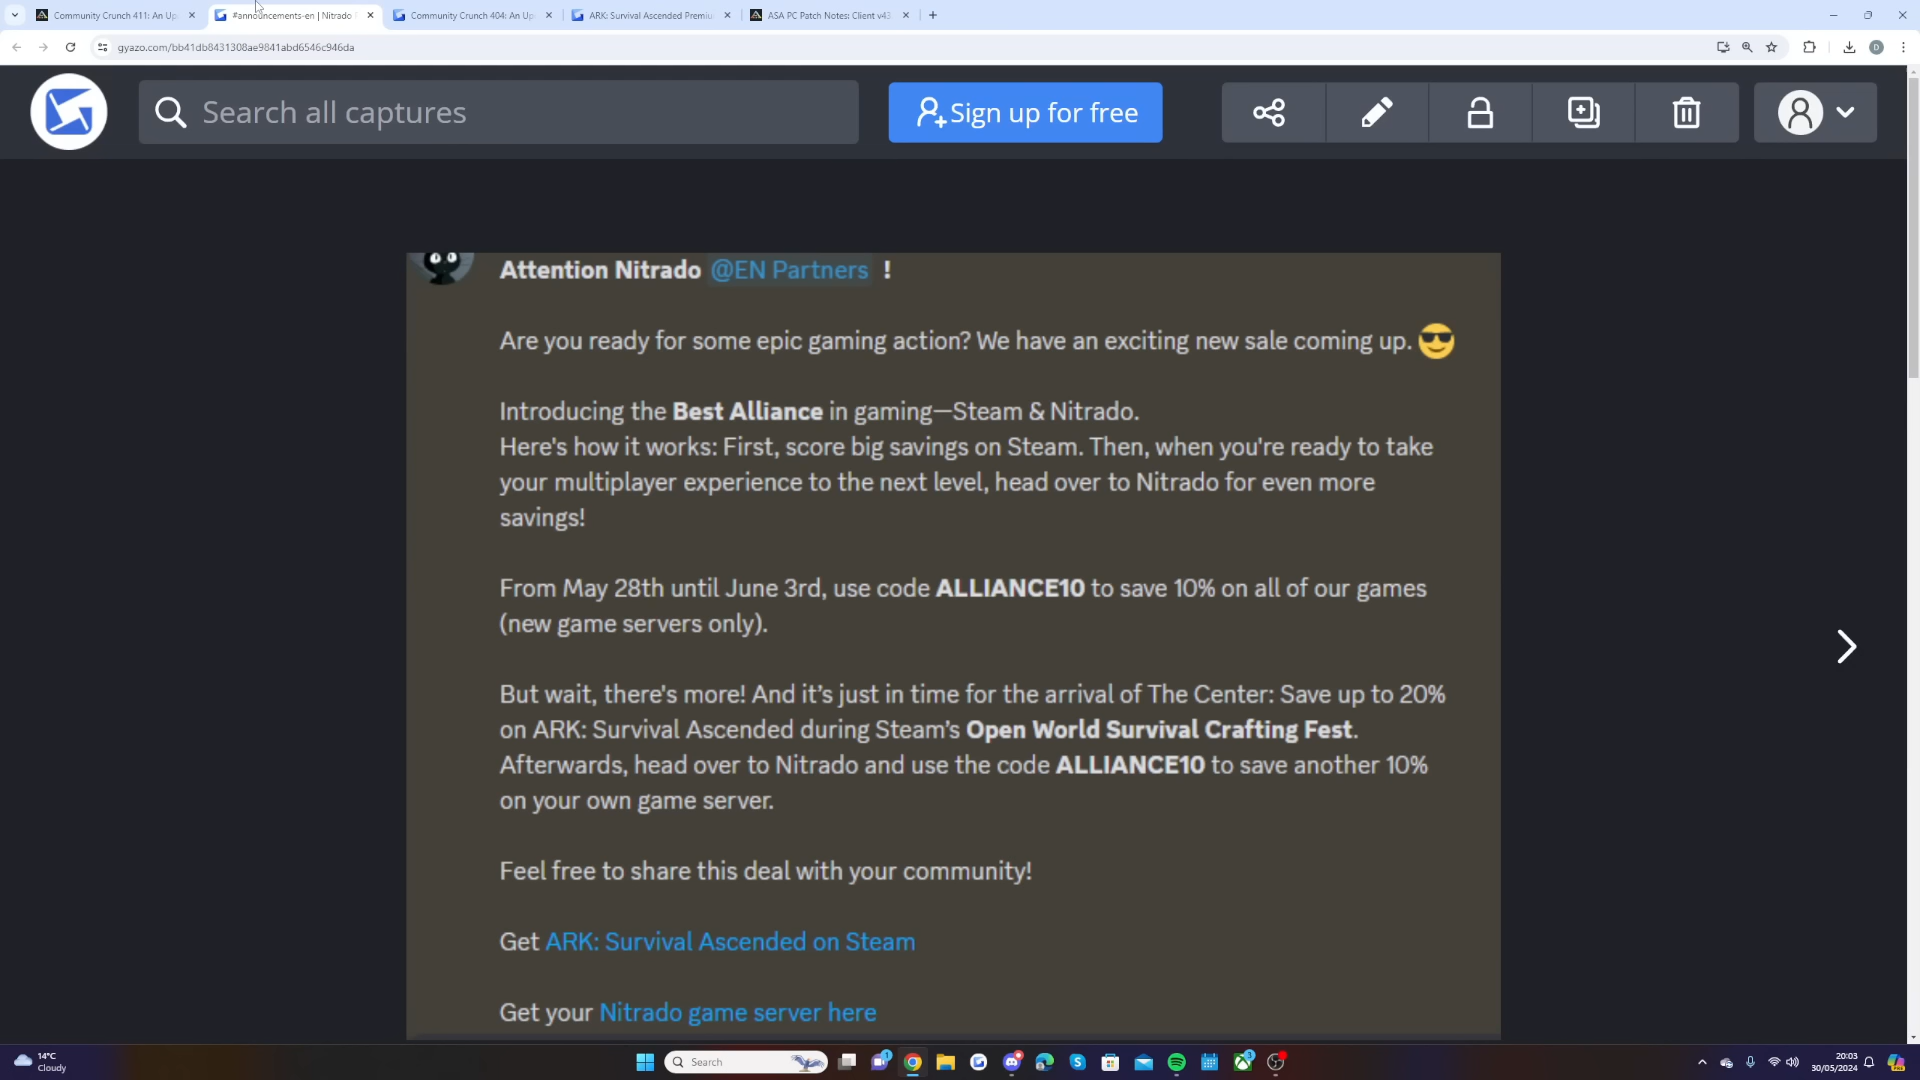 Community Crunch 411: An Up
#announcements-en | Nitrado
Community Crunch 404: An Up
ARK: Survival Ascended Premiu
ASA PC Patch Notes: Client v43
gyazo.com/bb41db8431308ae9841abd6546c946da
D
Search all captures
Sign up for free
Attention Nitrado @EN Partners !
Are you ready for some epic gaming action? We have an exciting new sale coming up. 😎
Introducing the Best Alliance in gaming—Steam & Nitrado.
Here's how it works: First, score big savings on Steam. Then, when you're ready to take
your multiplayer experience to the next level, head over to Nitrado for even more
savings!
From May 28th until June 3rd, use code ALLIANCE10 to save 10% on all of our games
(new game servers only).
But wait, there's more! And it’s just in time for the arrival of The Center: Save up to 20%
on ARK: Survival Ascended during Steam’s Open World Survival Crafting Fest.
Afterwards, head over to Nitrado and use the code ALLIANCE10 to save another 10%
on your own game server.
Feel free to share this deal with your community!
Get ARK: Survival Ascended on Steam
Get your Nitrado game server here
14°C
Cloudy
Search
20:03
30/05/2024